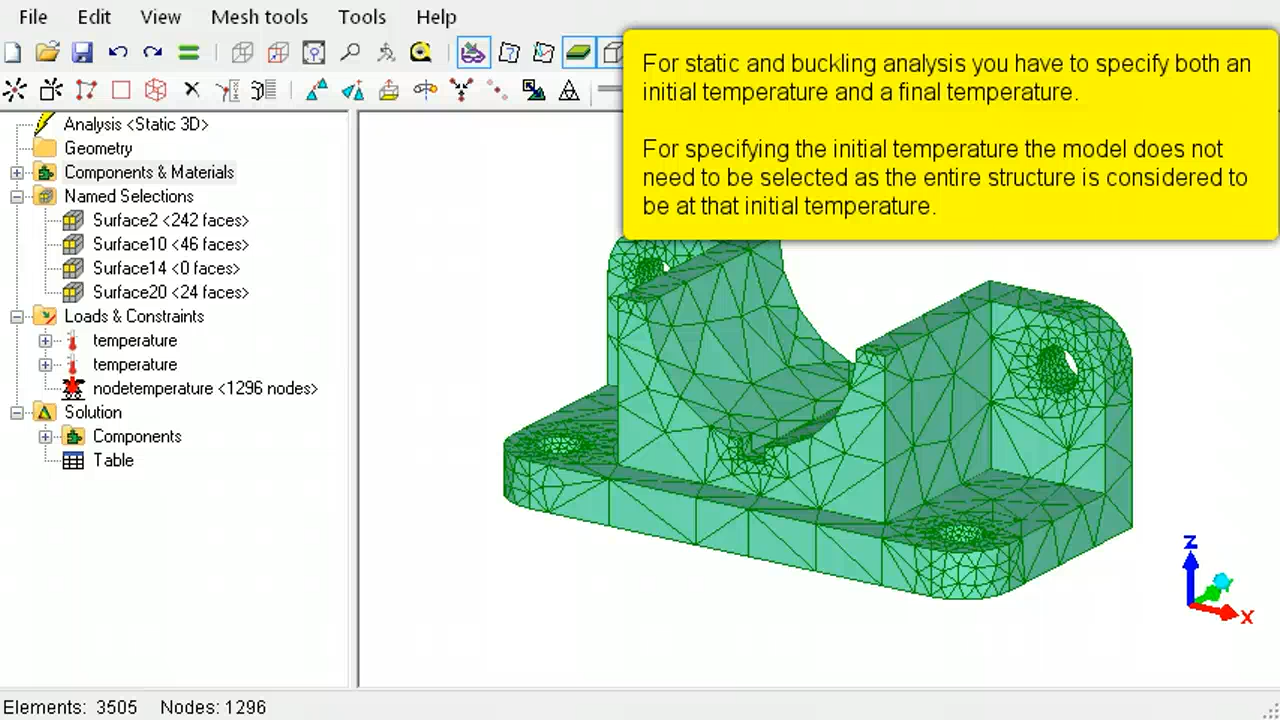 File Edit View Mesh tools Tools Help
For static and buckling analysis you have to specify both an
initial temperature and a final temperature.
For specifying the initial temperature the model does not
need to be selected as the entire structure is considered to
be at that initial temperature.
Analysis <Static 3D>
Geometry
Components & Materials
Named Selections
Surface2 <242 faces>
Surface10 <46 faces>
Surface14 <0 faces>
Surface20 <24 faces>
Loads & Constraints
temperature
temperature
nodetemperature <1296 nodes>
Solution
Components
Table
Z
X
Elements: 3505 Nodes: 1296